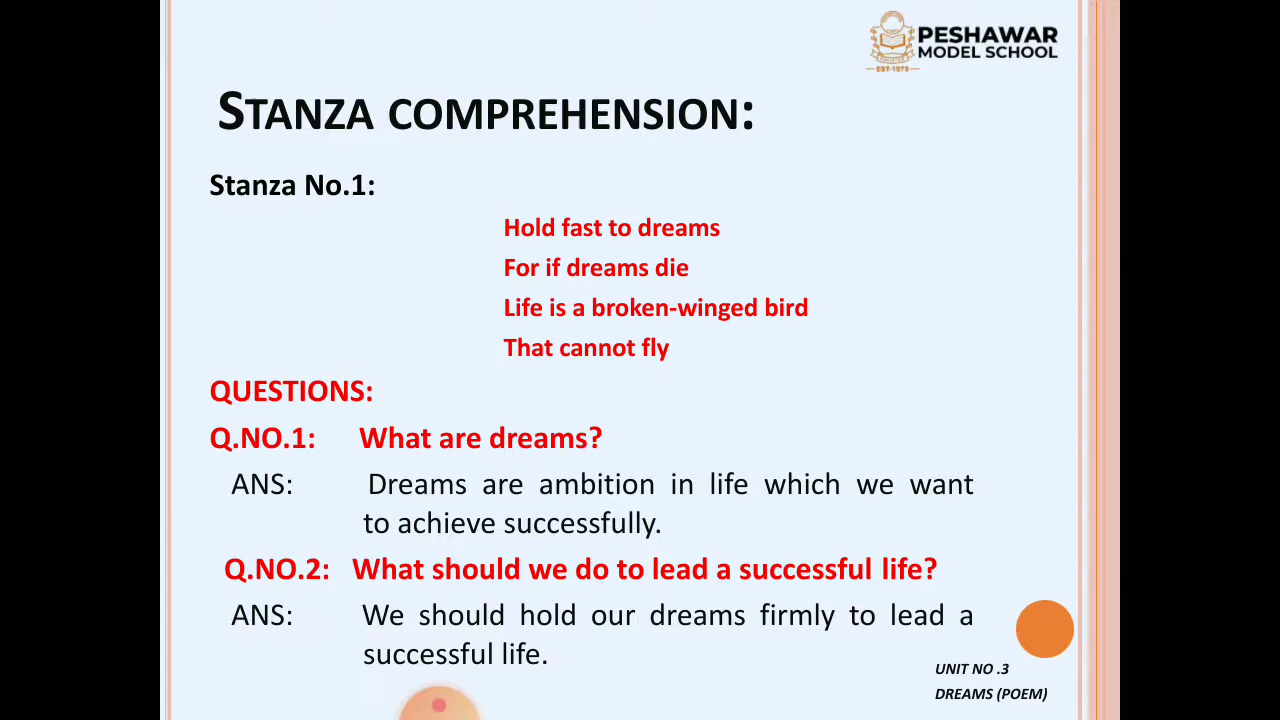 PESHAWAR
MODEL SCHOOL
EST-1979
STANZA COMPREHENSION:
Stanza No.1:
Hold fast to dreams
For if dreams die
Life is a broken-winged bird
That cannot fly
QUESTIONS:
Q.NO.1: What are dreams?
ANS: Dreams are ambition in life which we want
to achieve successfully.
Q.NO.2: What should we do to lead a successful life?
ANS: We should hold our dreams firmly to lead a
successful life.
UNIT NO .3
DREAMS (POEM)